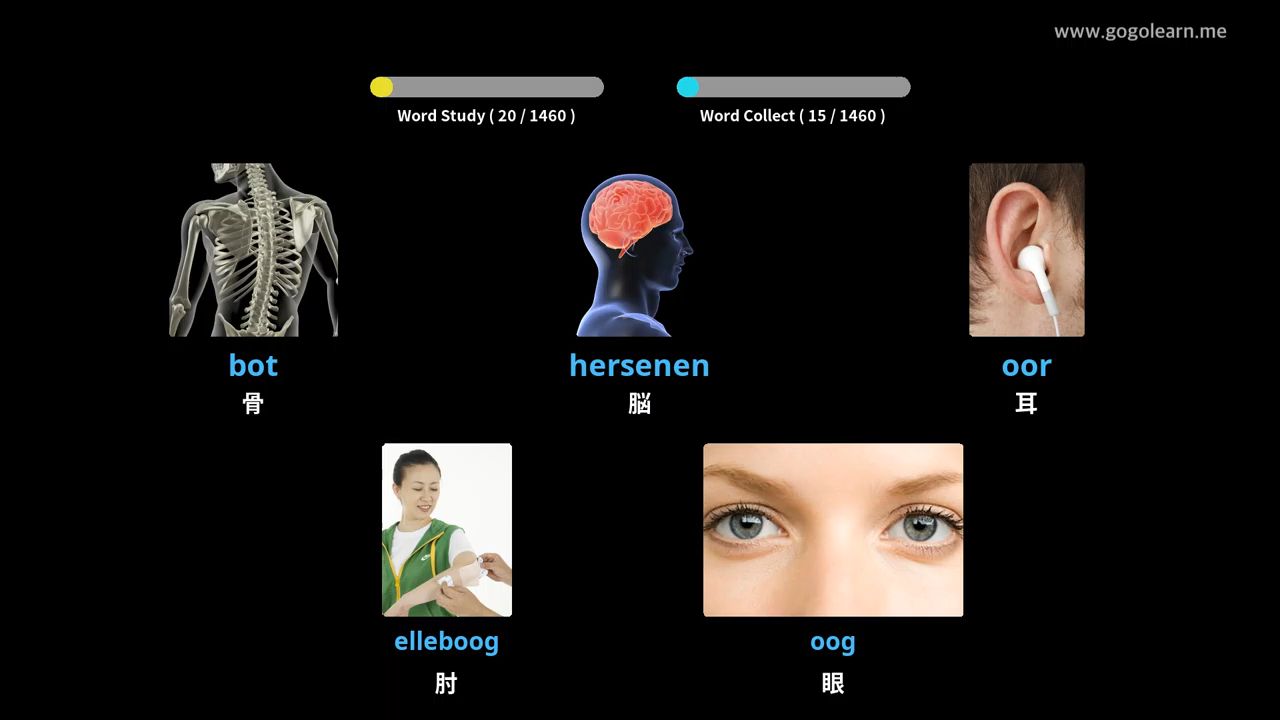 www.gogolearn.me
Word Study ( 20 / 1460 )
Word Collect ( 15 / 1460 )
bot
骨
hersenen
脳
oor
耳
elleboog
肘
oog
眼